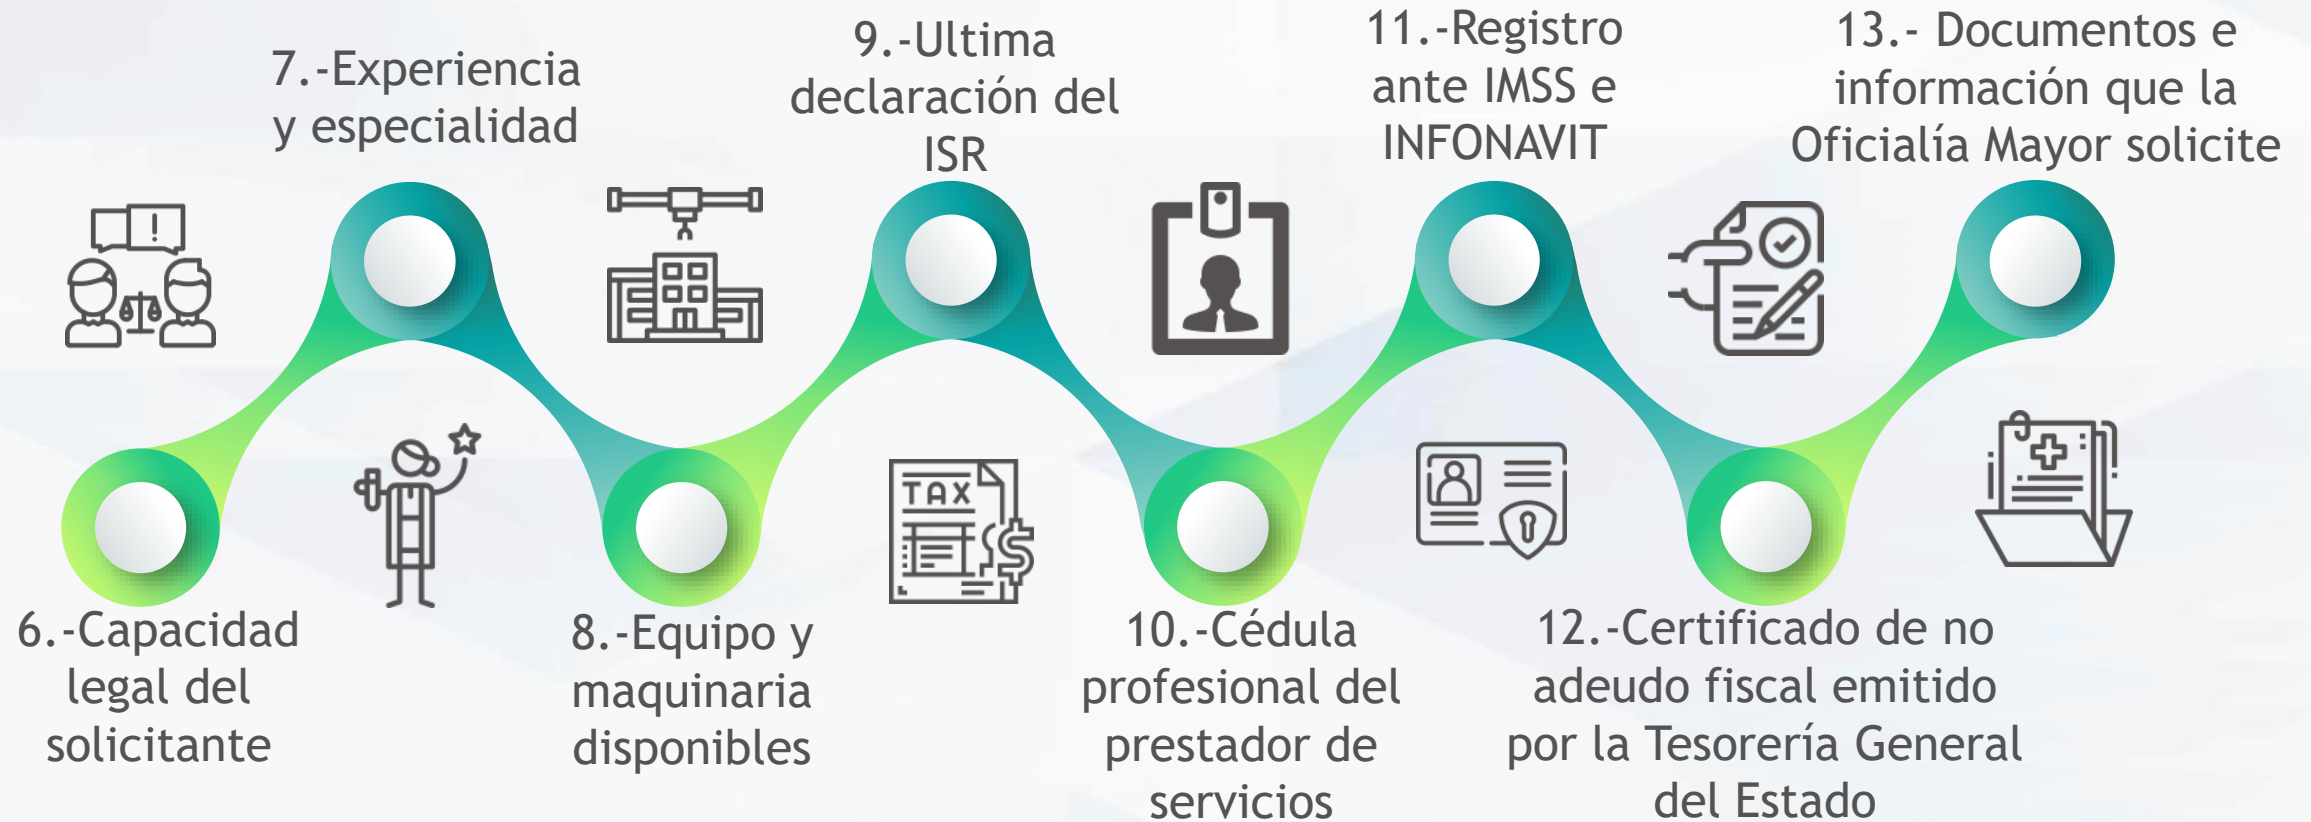 6.-Capacidad
legal del
solicitante
7.-Experiencia
y especialidad
8.-Equipo y
maquinaria
disponibles
9.-Ultima
declaración del
ISR
TAX
$
10.-Cédula
profesional del
prestador de
servicios
11.-Registro
ante IMSS e
INFONAVIT
12.-Certificado de no
adeudo fiscal emitido
por la Tesorería General
del Estado
13.- Documentos e
información que la
Oficialía Mayor solicite
!